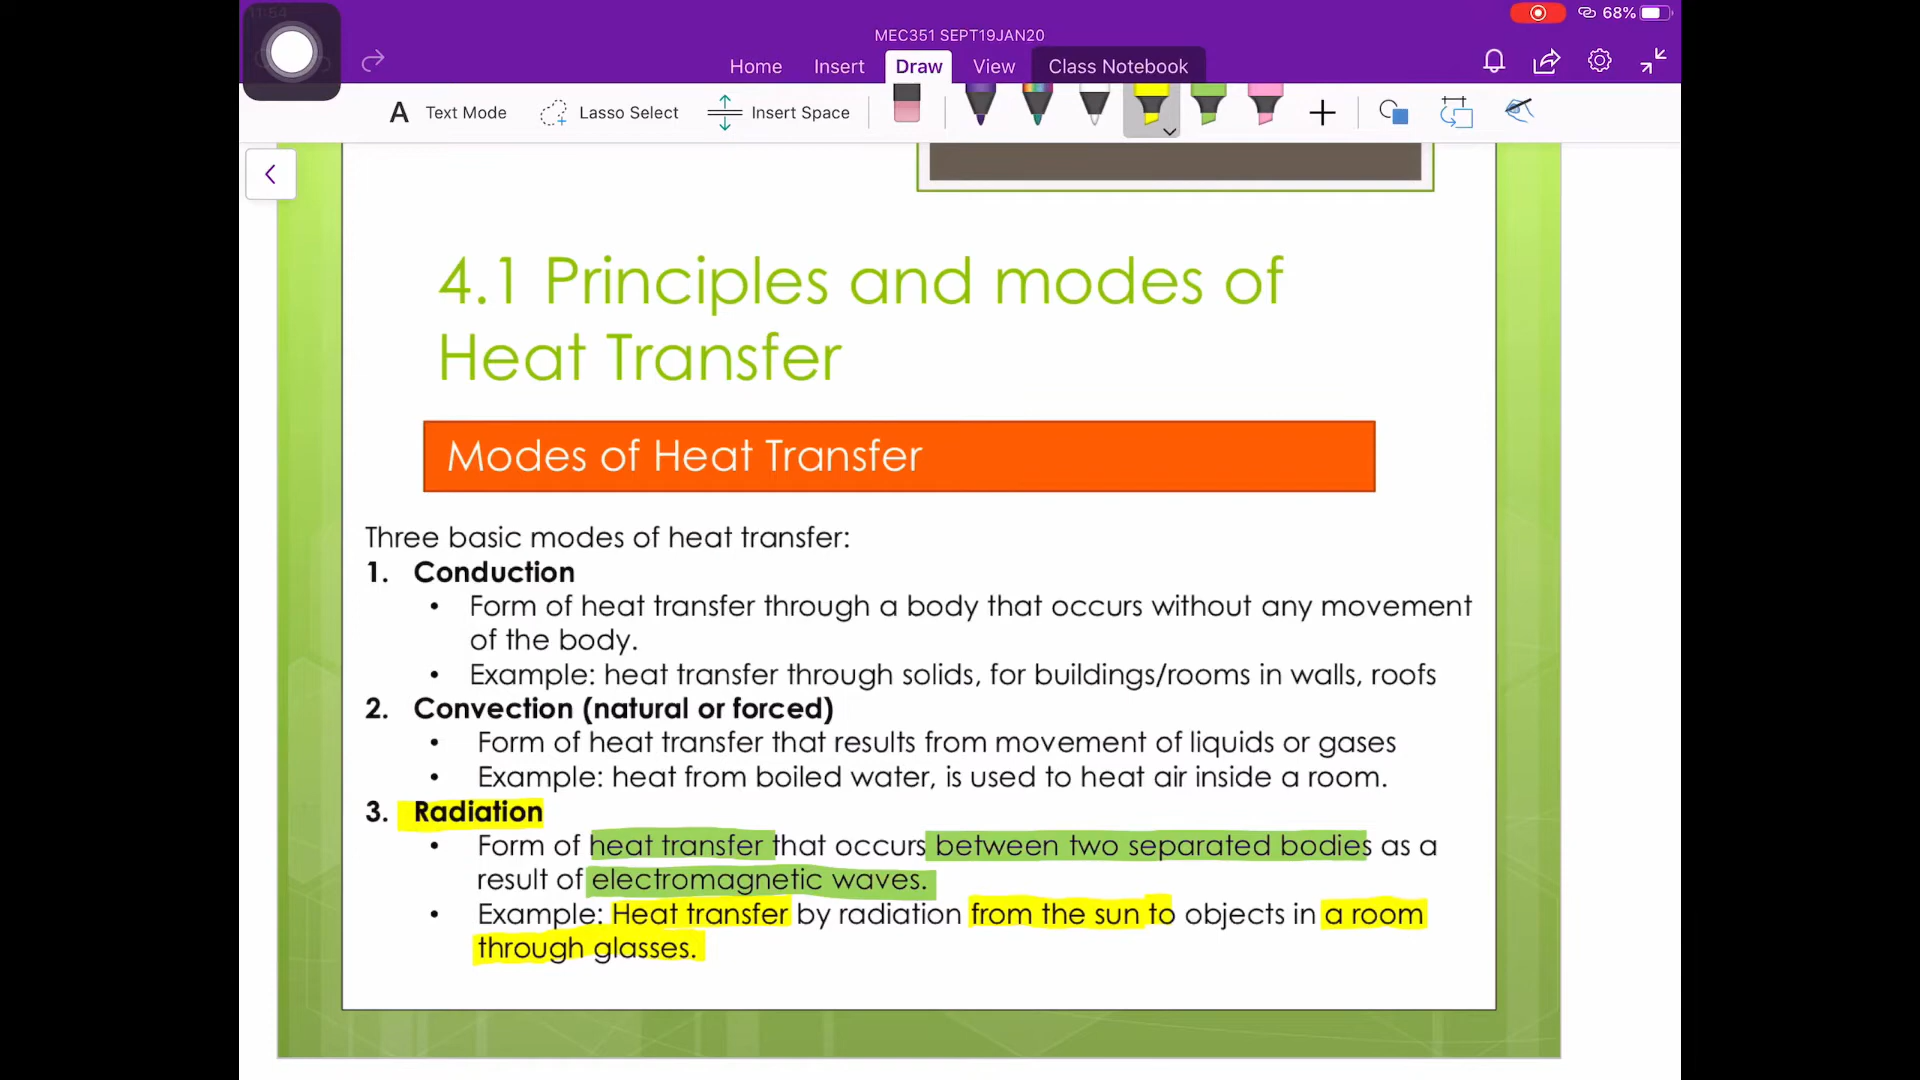 11:54
68%
MEC351 SEPT19JAN20
Home Insert Draw View Class Notebook
A Text Mode Lasso Select Insert Space
4.1 Principles and modes of
Heat Transfer
Modes of Heat Transfer
Three basic modes of heat transfer:
1. Conduction
• Form of heat transfer through a body that occurs without any movement
of the body.
• Example: heat transfer through solids, for buildings/rooms in walls, roofs
2. Convection (natural or forced)
• Form of heat transfer that results from movement of liquids or gases
• Example: heat from boiled water, is used to heat air inside a room.
3. Radiation
• Form of heat transfer that occurs between two separated bodies as a
result of electromagnetic waves.
• Example: Heat transfer by radiation from the sun to objects in a room
through glasses.